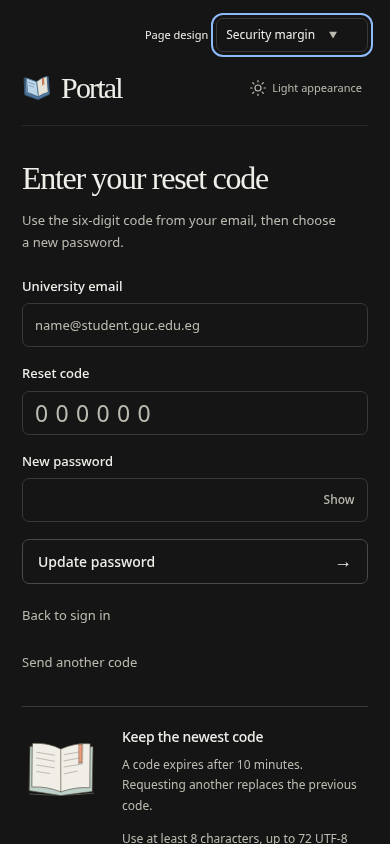 Page design Security margin ▼
Portal Light appearance
Enter your reset code
Use the six-digit code from your email, then choose
a new password.
University email
name@student.guc.edu.eg
Reset code
000000
New password
Show
Update password →
Back to sign in
Send another code
Keep the newest code
A code expires after 10 minutes.
Requesting another replaces the previous
code.
Use at least 8 characters, up to 72 UTF-8